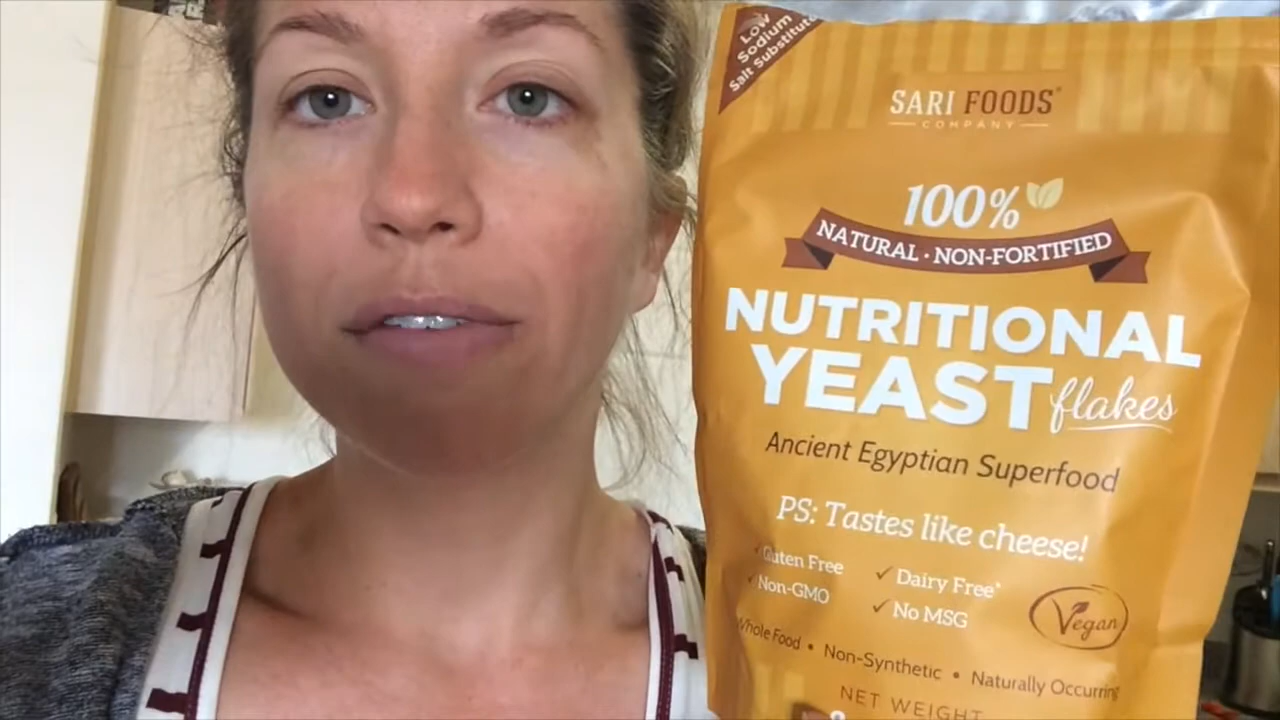 Low
Sodium
Salt Substitute
SARI FOODS
COMPANY
100%
NATURAL · NON-FORTIFIED
NUTRITIONAL
YEAST flakes
Ancient Egyptian Superfood
PS: Tastes like cheese!
Gluten Free ✓ Dairy Free*
✓ Non-GMO ✓ No MSG
Vegan
Whole Food • Non-Synthetic • Naturally Occurring
NET WEIGHT